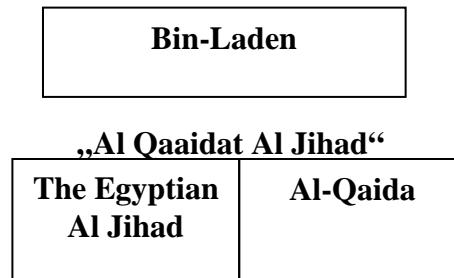 Bin-Laden
„Al Qaaidat Al Jihad“
The Egyptian Al-Qaida
Al Jihad